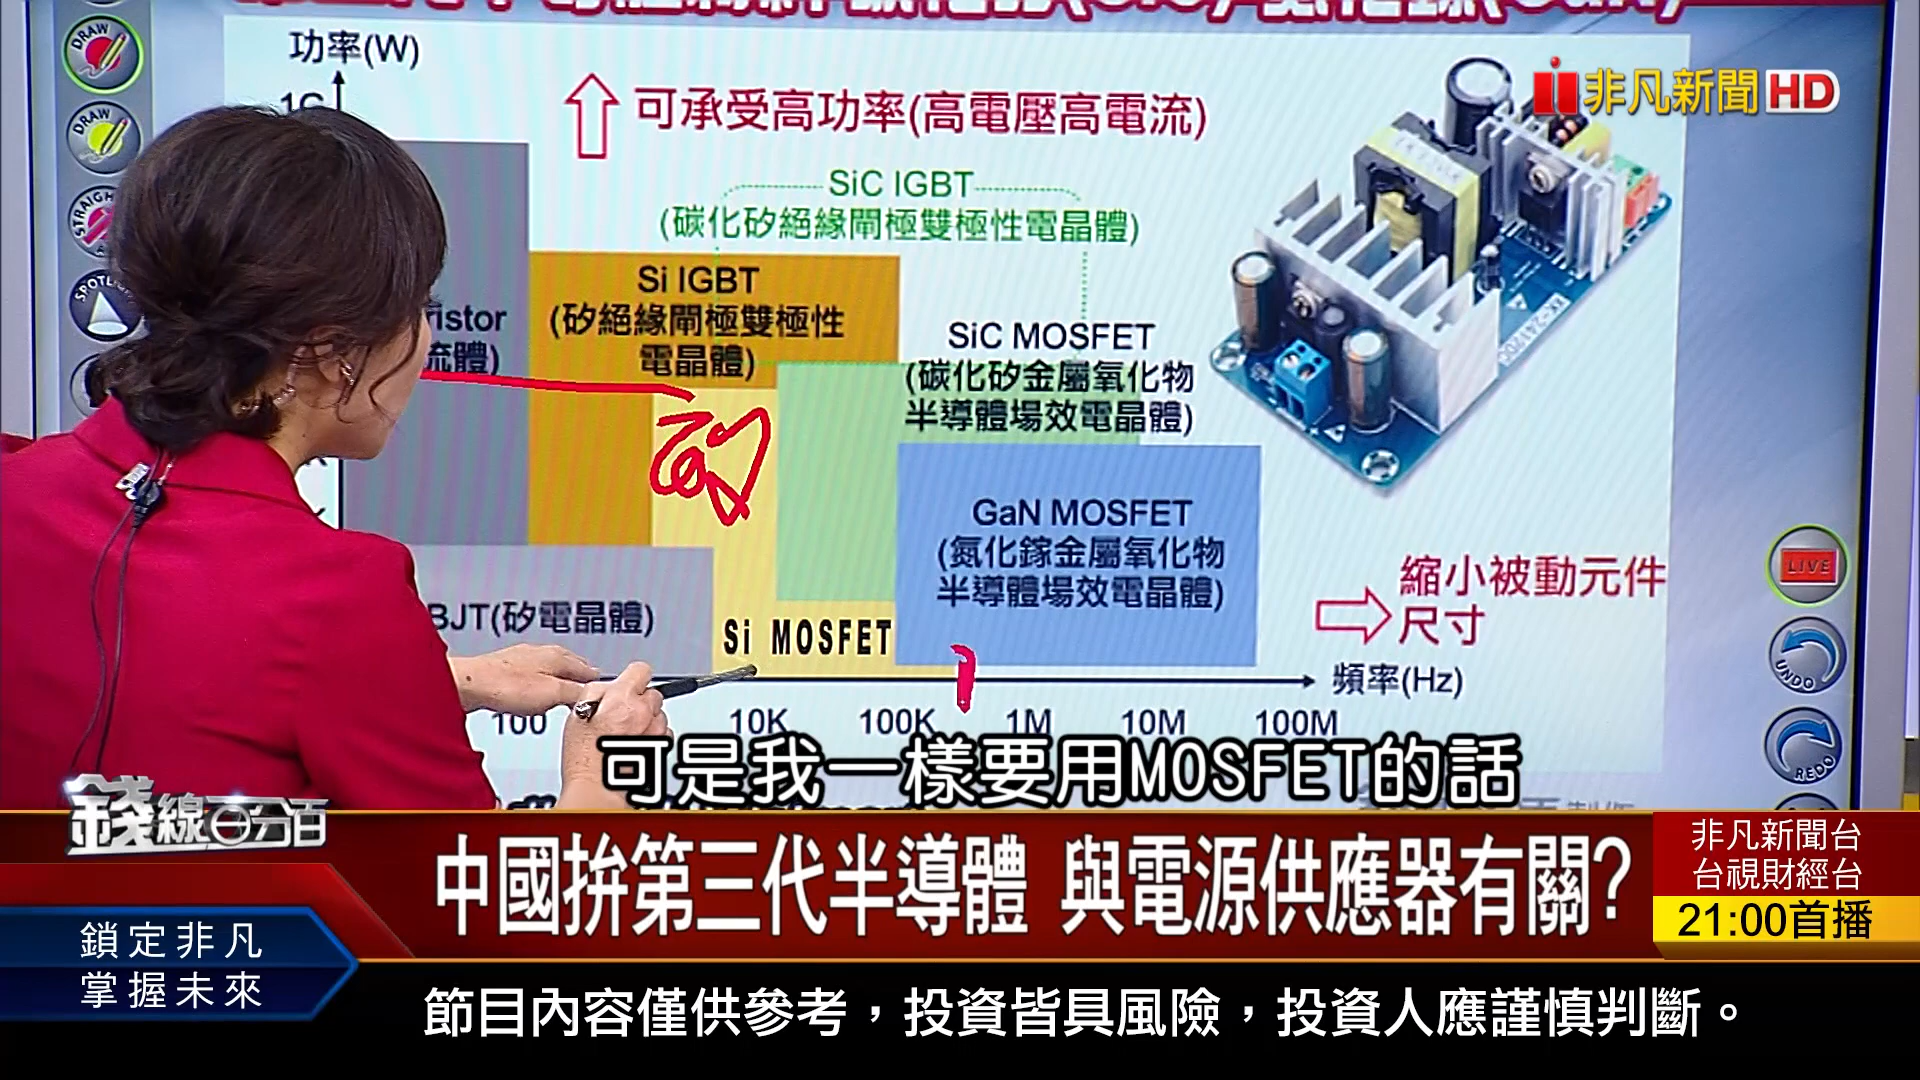 DRAW
功率(W)
可承受高功率(高電壓高電流)
非凡新聞HD
DRAW
SiC IGBT
(碳化矽絕緣閘極雙極性電晶體)
Si IGBT
(矽絕緣閘極雙極性
電晶體)
ristor
流體)
SiC MOSFET
(碳化矽金屬氧化物
半導體場效電晶體)
XK-2412DC
GaN MOSFET
(氮化鎵金屬氧化物
半導體場效電晶體)
縮小被動元件
尺寸
LIVE
BJT(矽電晶體)
Si MOSFET
頻率(Hz)
UNDO
100
10K
100K
1M
10M
100M
REDO
可是我一樣要用MOSFET的話
錢線百分百
中國拚第三代半導體 與電源供應器有關?
非凡新聞台
台視財經台
21:00首播
鎖定非凡
掌握未來
節目內容僅供參考，投資皆具風險，投資人應謹慎判斷。